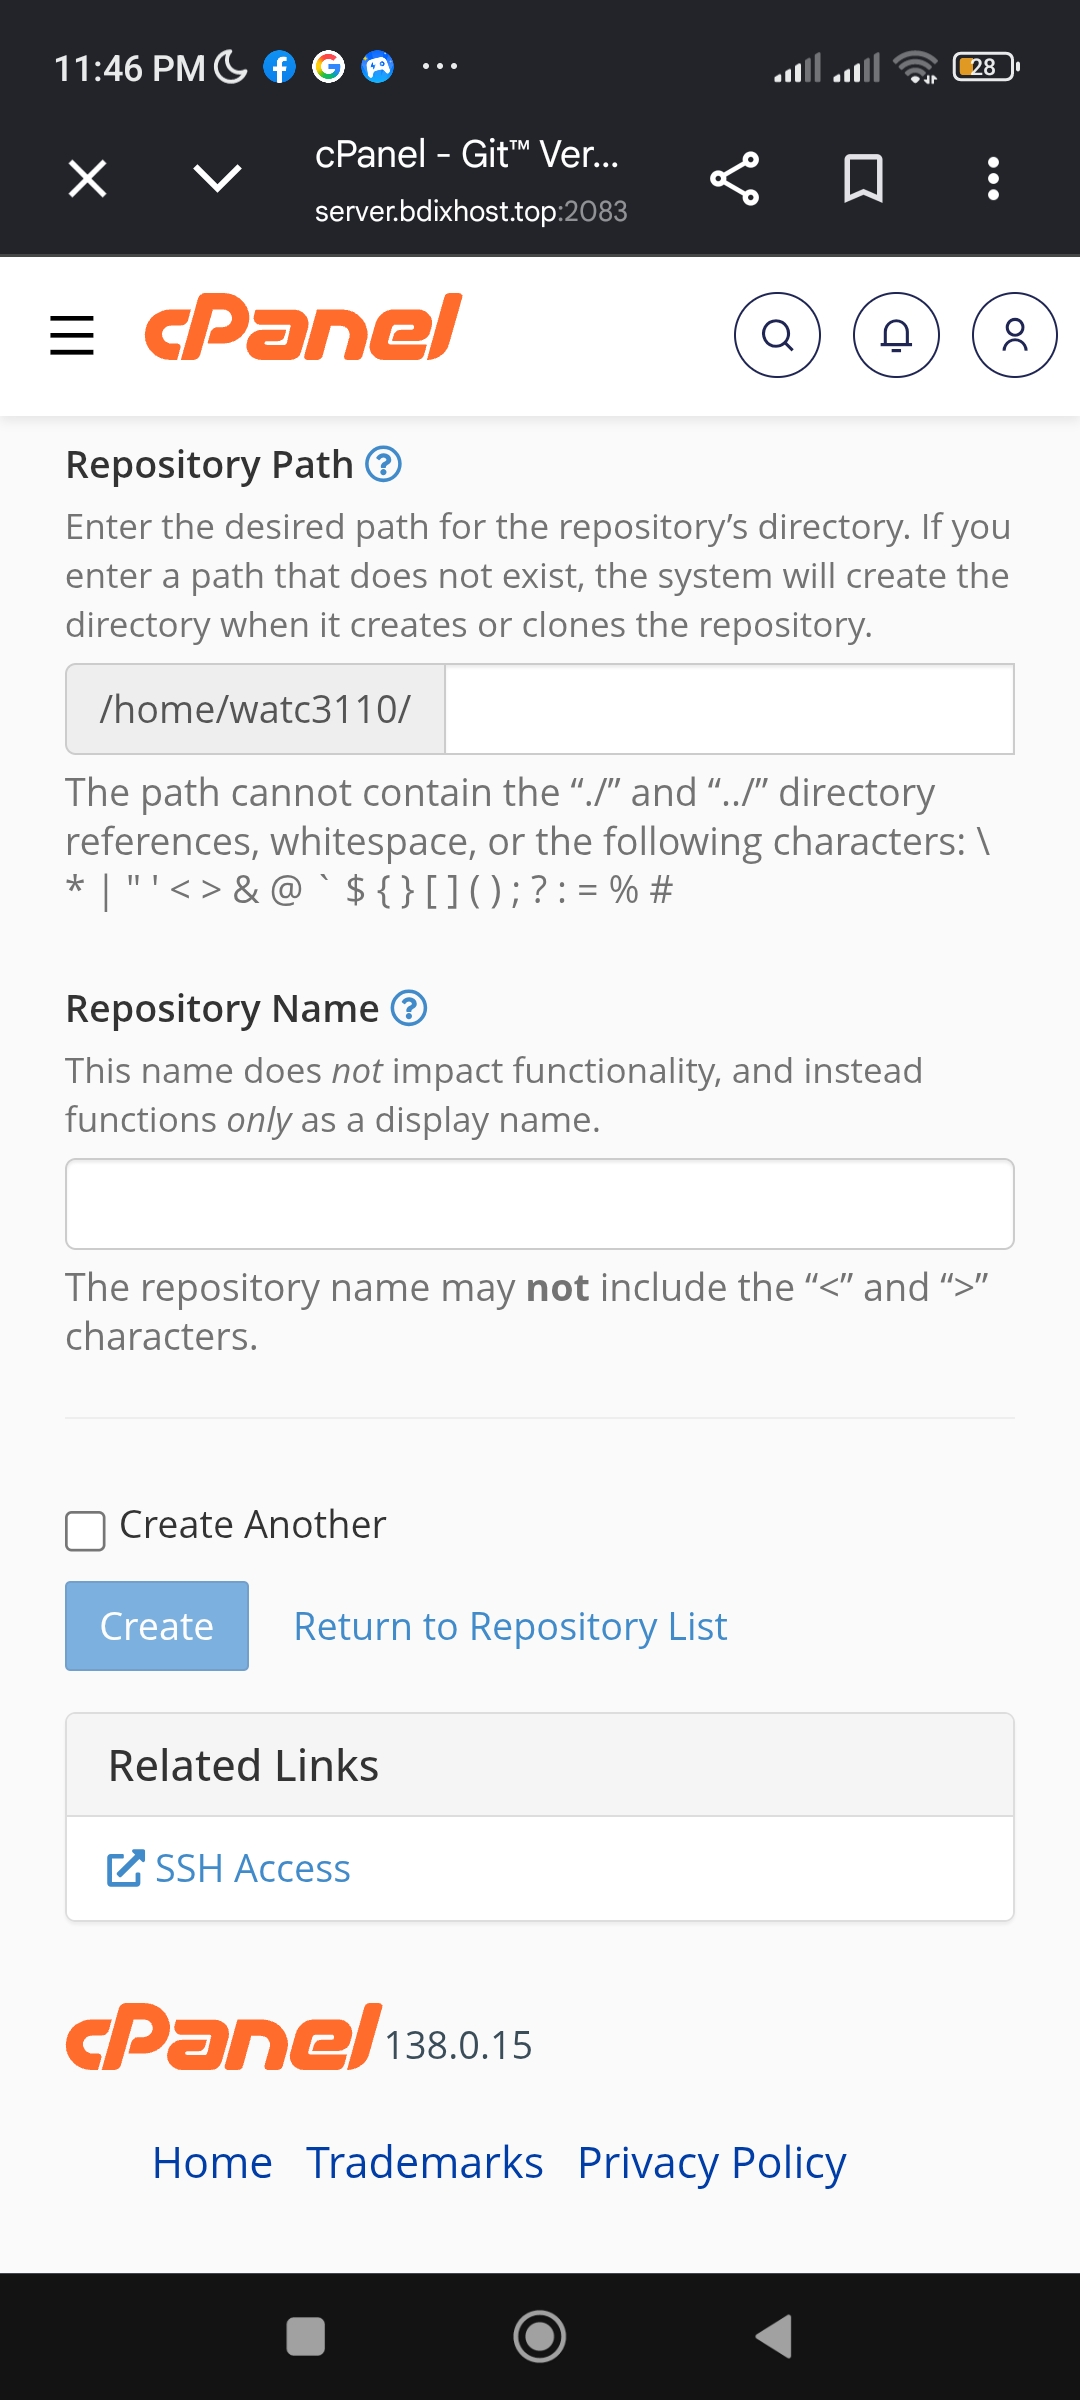 11:46 PM
28
cPanel - Git™ Ver...
server.bdixhost.top:2083
cPanel
Repository Path
Enter the desired path for the repository’s directory. If you
enter a path that does not exist, the system will create the
directory when it creates or clones the repository.
/home/watc3110/
The path cannot contain the “./” and “../” directory
references, whitespace, or the following characters: \
* | " ' < > & @ ` $ { } [ ] ( ) ; ? : = % #
Repository Name
This name does not impact functionality, and instead
functions only as a display name.
The repository name may not include the “<” and “>”
characters.
Create Another
Create Return to Repository List
Related Links
SSH Access
cPanel 138.0.15
Home Trademarks Privacy Policy